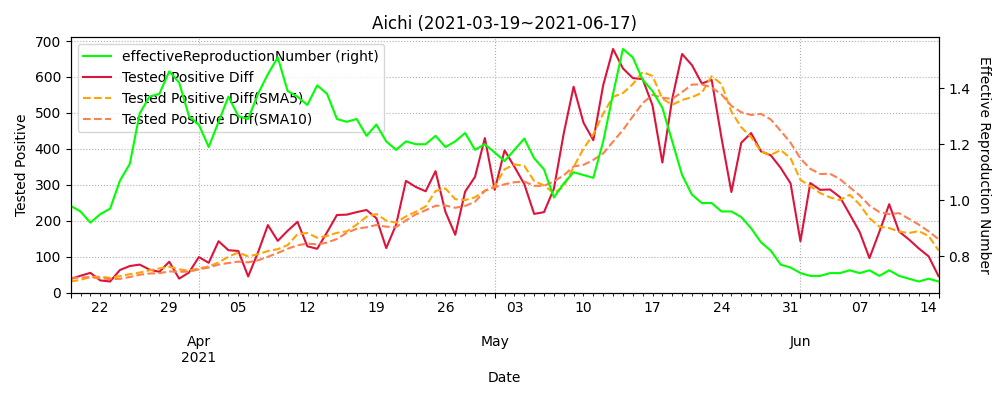 Aichi (2021-03-19~2021-06-17)
effectiveReproductionNumber (right)
Tested Positive Diff
Tested Positive Diff(SMA5)
Tested Positive Diff(SMA10)
Tested Positive
700
600
500
400
300
200
100
0
1.4
1.2
1.0
0.8
Effective Reproduction Number
22 29 05 12 19 26 03 10 17 24 31 07 14
Apr May Jun
2021
Date